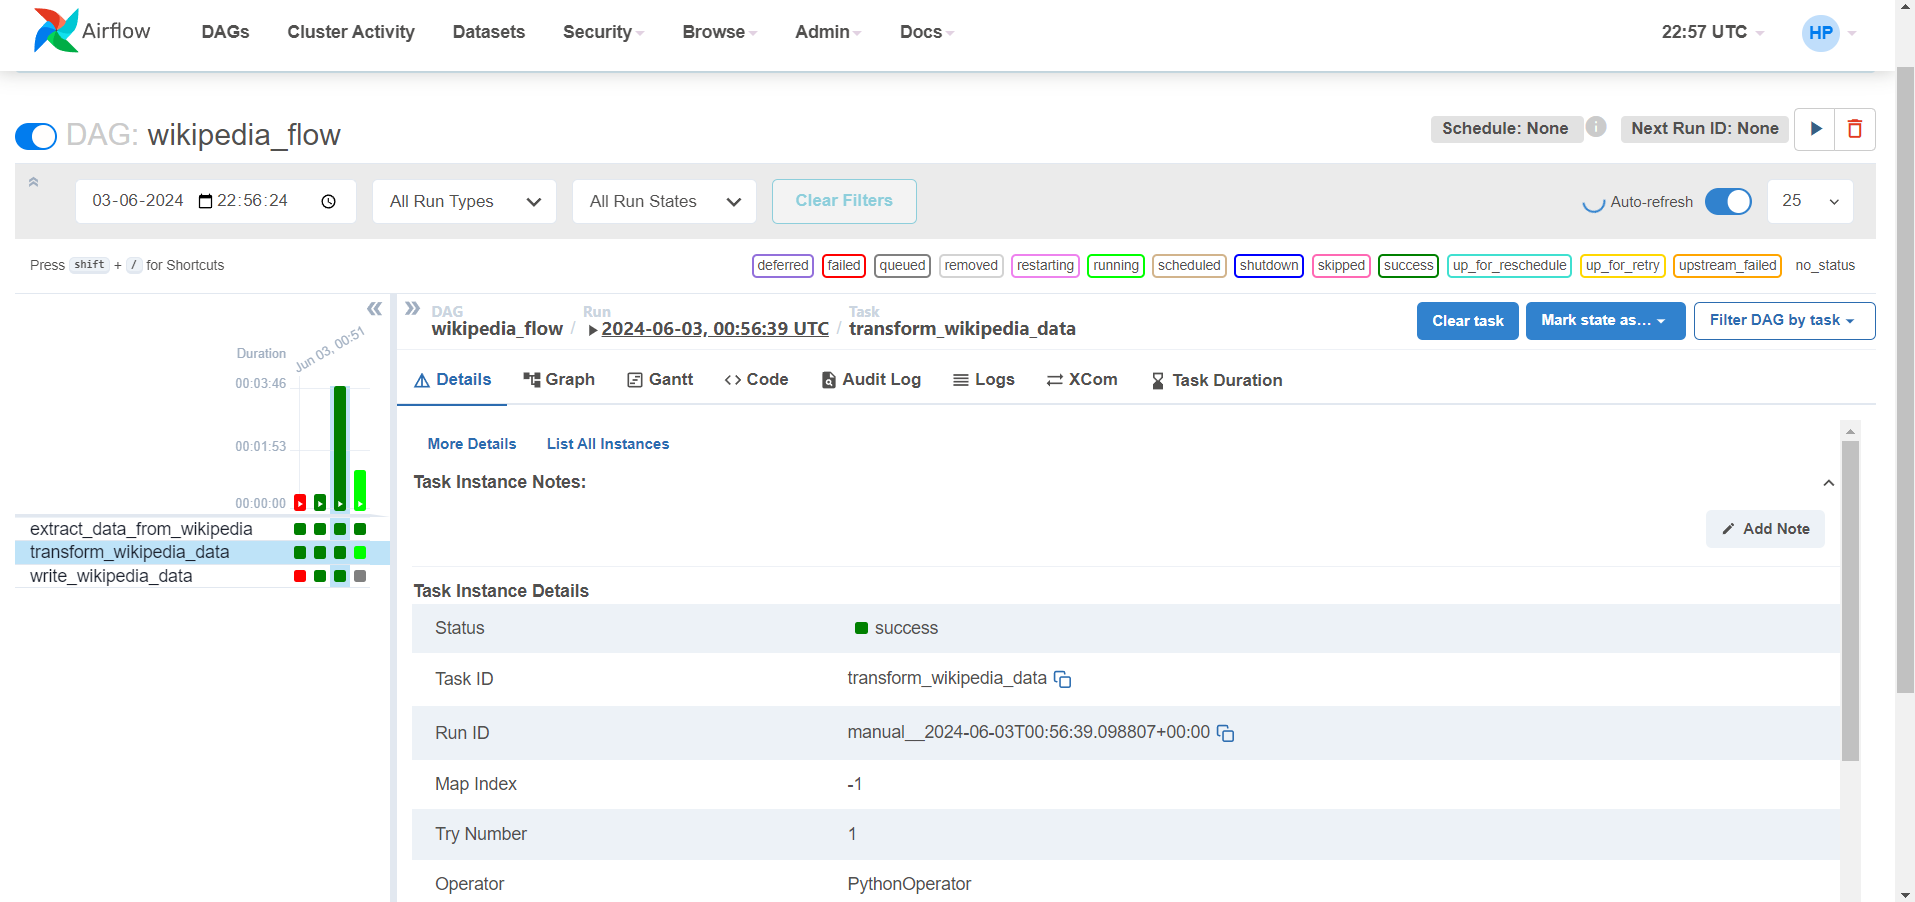 Airflow DAGs Cluster Activity Datasets Security Browse Admin Docs 22:57 UTC HP
DAG: wikipedia_flow Schedule: None i Next Run ID: None
03-06-2024 22:56:24 All Run Types All Run States Clear Filters Auto-refresh 25
Press shift + / for Shortcuts deferred failed queued removed restarting running scheduled shutdown skipped success up_for_reschedule up_for_retry upstream_failed no_status
DAG Run Task
wikipedia_flow / 2024-06-03, 00:56:39 UTC / transform_wikipedia_data Clear task Mark state as... Filter DAG by task
Jun 03, 00:51
Duration
00:03:46
00:01:53
00:00:00
extract_data_from_wikipedia
transform_wikipedia_data
write_wikipedia_data
Details Graph Gantt Code Audit Log Logs XCom Task Duration
More Details List All Instances
Task Instance Notes:
Add Note
Task Instance Details
Status success
Task ID transform_wikipedia_data
Run ID manual__2024-06-03T00:56:39.098807+00:00
Map Index -1
Try Number 1
Operator PythonOperator